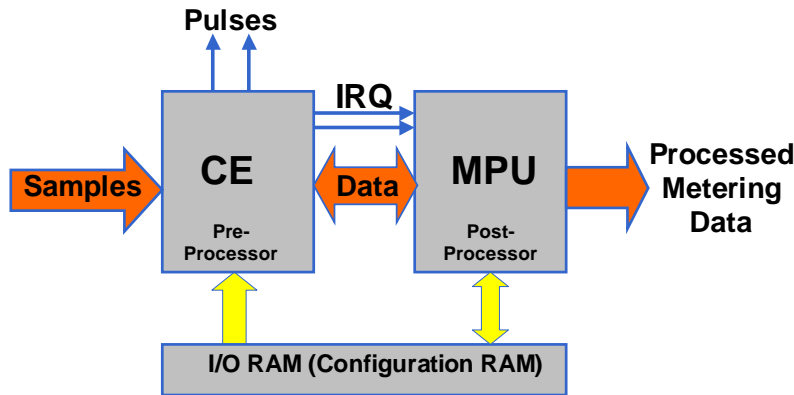 Pulses
IRQ
Samples
CE
Pre-
Processor
Data
MPU
Post-
Processor
Processed
Metering
Data
I/O RAM (Configuration RAM)